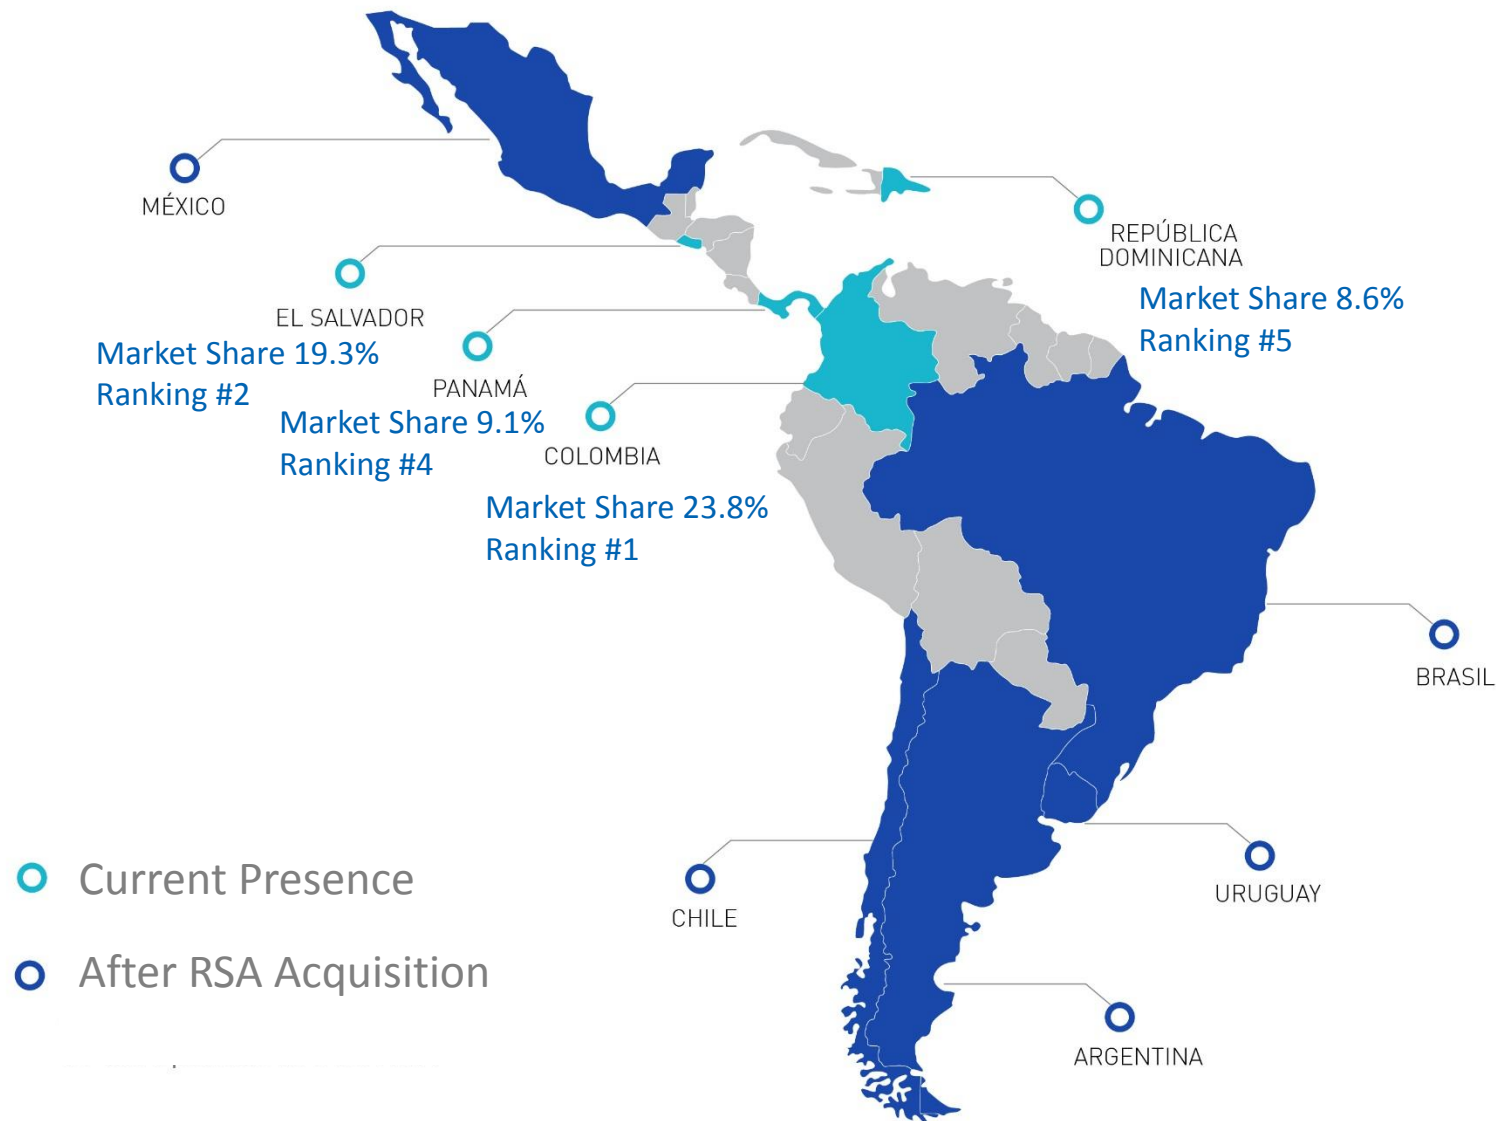 MÉXICO
REPÚBLICA
DOMINICANA
Market Share 8.6%
Ranking #5
EL SALVADOR
Market Share 19.3%
Ranking #2
PANAMÁ
Market Share 9.1%
Ranking #4
COLOMBIA
Market Share 23.8%
Ranking #1
BRASIL
URUGUAY
CHILE
ARGENTINA
Current Presence
After RSA Acquisition